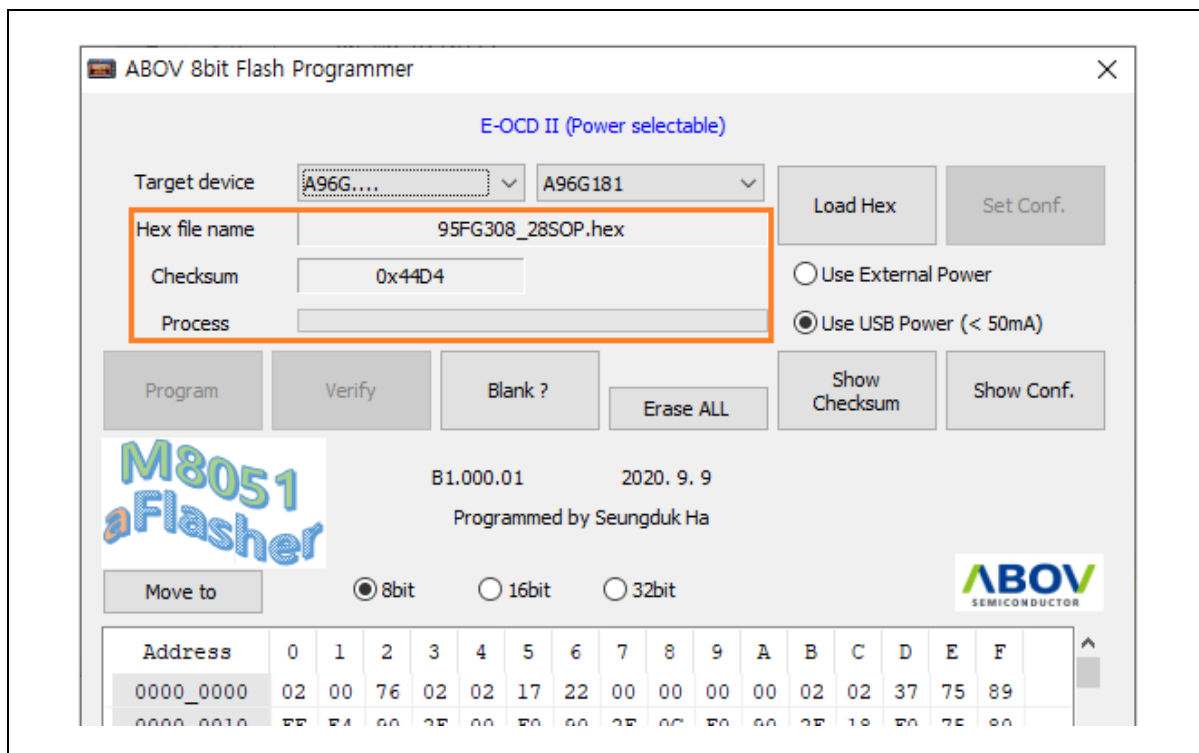 ABOV 8bit Flash Programmer
E-OCD II (Power selectable)
Target device A96G.... A96G181
Load Hex Set Conf.
Hex file name 95FG308_28SOP.hex
Checksum 0x44D4
Use External Power
Process
Use USB Power (< 50mA)
Program Verify Blank ? Erase ALL
Show Checksum
Show Conf.
M8051
aFlasher
B1.000.01 2020. 9. 9
Programmed by Seungduk Ha
ABOV
SEMICONDUCTOR
Move to 8bit 16bit 32bit
Address 0 1 2 3 4 5 6 7 8 9 A B C D E F
0000_0000 02 00 76 02 02 17 22 00 00 00 00 02 02 37 75 89